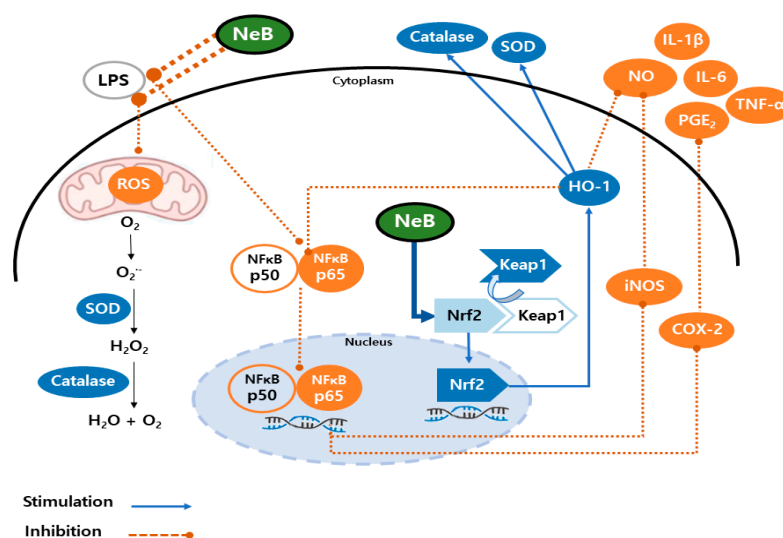 NeB
LPS
Cytoplasm
Catalase
SOD
IL-1β
NO
IL-6
TNF-α
PGE₂
ROS
O₂
O₂˙⁻
SOD
H₂O₂
Catalase
H₂O + O₂
HO-1
NeB
NFκB
p50
NFκB
p65
Keap1
Nrf2
Keap1
iNOS
COX-2
Nucleus
NFκB
p50
NFκB
p65
Nrf2
Stimulation
Inhibition